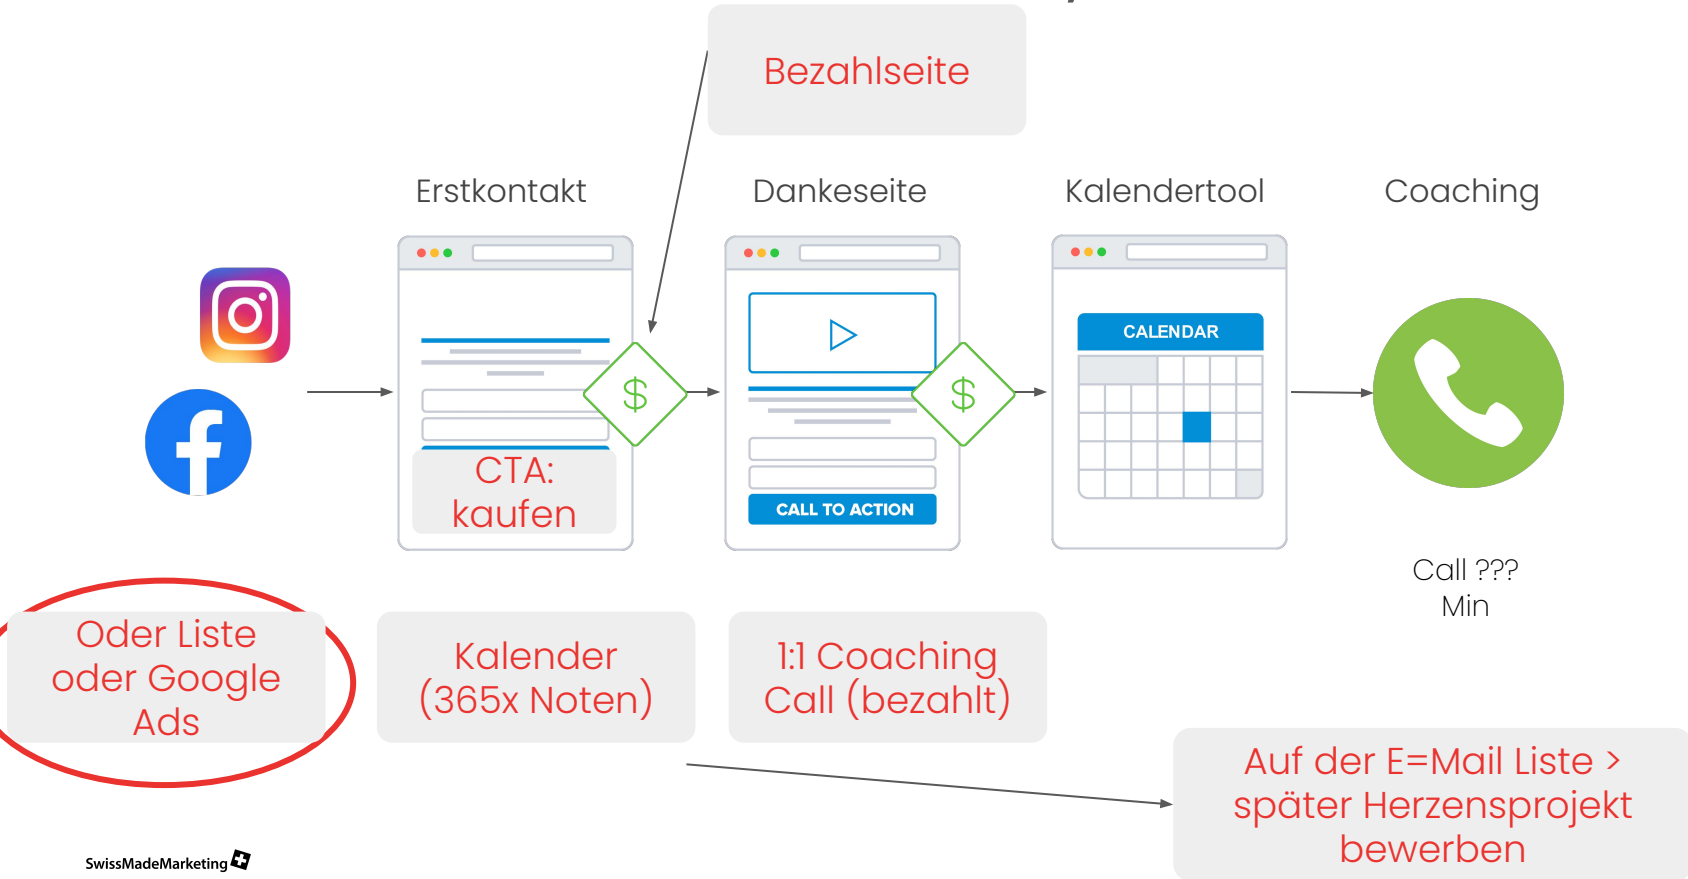 Bezahlseite
Erstkontakt
Dankeseite
Kalendertool
Coaching
CALENDAR
$
$
CTA:
kaufen
CALL TO ACTION
Call ???
Min
Oder Liste
oder Google
Ads
Kalender
(365x Noten)
1:1 Coaching
Call (bezahlt)
Auf der E=Mail Liste >
später Herzensprojekt
bewerben
SwissMadeMarketing